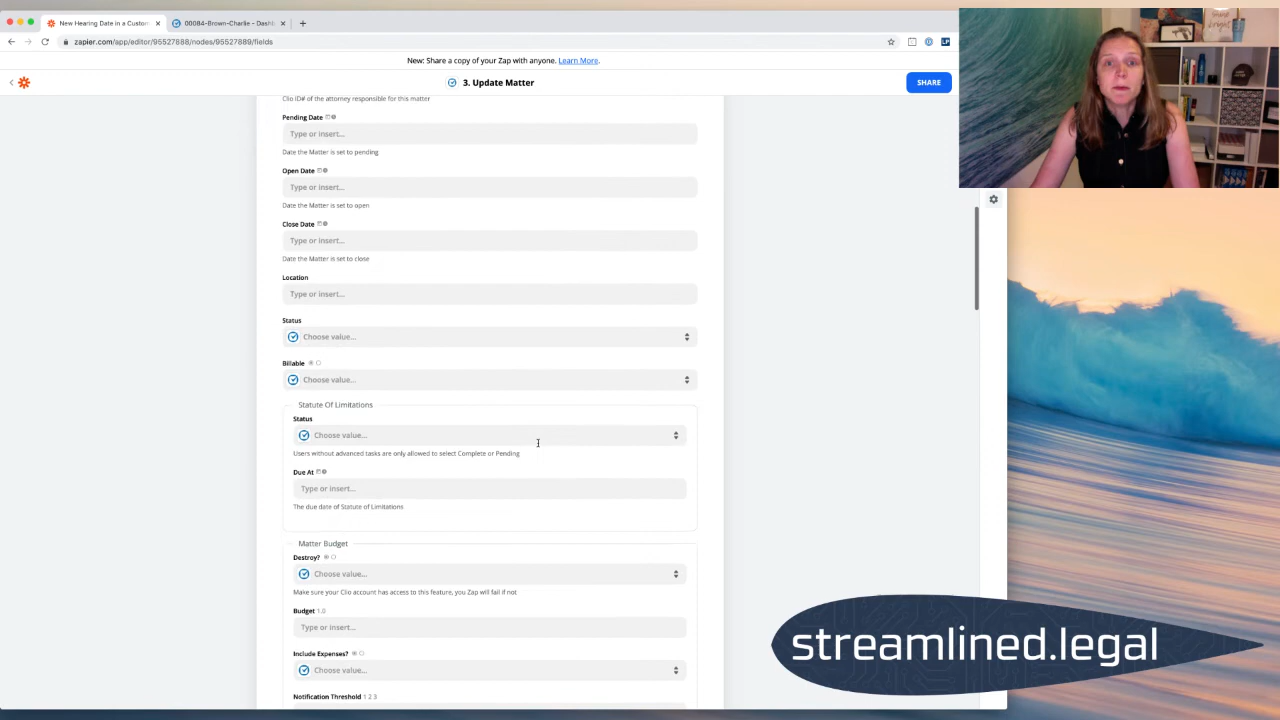 New Hearing Date in a Custom
00084-Brown-Charlie - Dashb
zapier.com/app/editor/95527888/nodes/95527889/fields
New: Share a copy of your Zap with anyone. Learn More.
3. Update Matter
SHARE
Clio ID# of the attorney responsible for this matter
Pending Date
Type or insert...
Date the Matter is set to pending
Open Date
Type or insert...
Date the Matter is set to open
Close Date
Type or insert...
Date the Matter is set to close
Location
Type or insert...
Status
Choose value...
Billable
Choose value...
Statute Of Limitations
Status
Choose value...
Users without advanced tasks are only allowed to select Complete or Pending
Due At
Type or insert...
The due date of Statute of Limitations
Matter Budget
Destroy?
Choose value...
Make sure your Clio account has access to this feature, you Zap will fail if not
Budget 1.0
Type or insert...
Include Expenses?
Choose value...
Notification Threshold 1 2 3
streamlined.legal